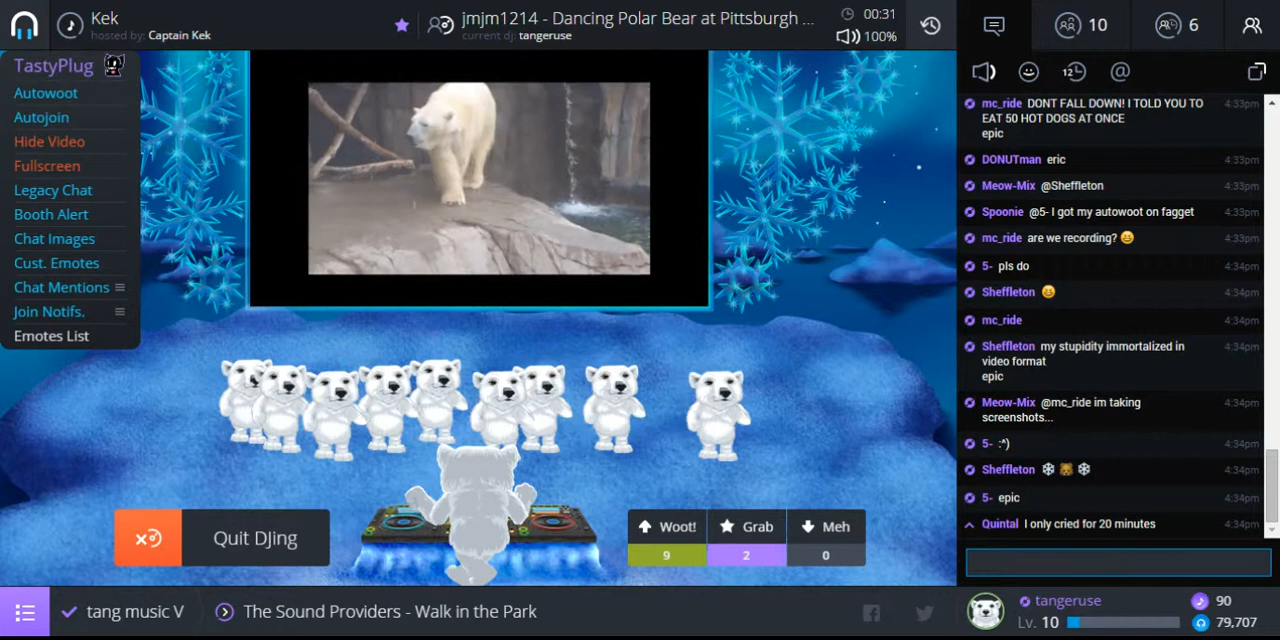 Kek
hosted by: Captain Kek
jmjm1214 - Dancing Polar Bear at Pittsburgh ...
current dj: tangeruse
00:31
100%
10
6
TastyPlug
Autowoot
Autojoin
Hide Video
Fullscreen
Legacy Chat
Booth Alert
Chat Images
Cust. Emotes
Chat Mentions
Join Notifs.
Emotes List
12
@
mc_ride DONT FALL DOWN! I TOLD YOU TO 4:33pm
EAT 50 HOT DOGS AT ONCE
epic
DONUTman eric 4:33pm
Meow-Mix @Sheffleton 4:33pm
Spoonie @5- I got my autowoot on fagget 4:33pm
mc_ride are we recording? 😆 4:33pm
5- pls do 4:34pm
Sheffleton 😆 4:34pm
mc_ride 4:34pm
Sheffleton my stupidity immortalized in 4:34pm
video format
epic
Meow-Mix @mc_ride im taking 4:34pm
screenshots...
5- :^) 4:34pm
Sheffleton ❄ 🐻 ❄ 4:34pm
5- epic 4:34pm
Quintal I only cried for 20 minutes 4:34pm
Quit DJing
Woot! Grab Meh
9 2 0
tang music V
The Sound Providers - Walk in the Park
tangeruse 90
Lv. 10 79,707